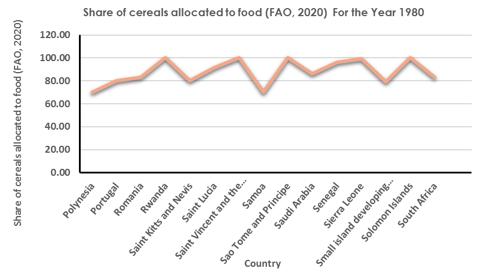 Share of cereals allocated to food (FAO, 2020)  For the Year 1980
Share of cereals allocated to food (FAO, 2020)
120.00
100.00
80.00
60.00
40.00
20.00
0.00
Polynesia
Portugal
Romania
Rwanda
Saint Kitts and Nevis
Saint Lucia
Saint Vincent and the...
Samoa
Sao Tome and Principe
Saudi Arabia
Senegal
Sierra Leone
Small island developing...
Solomon Islands
South Africa
Country